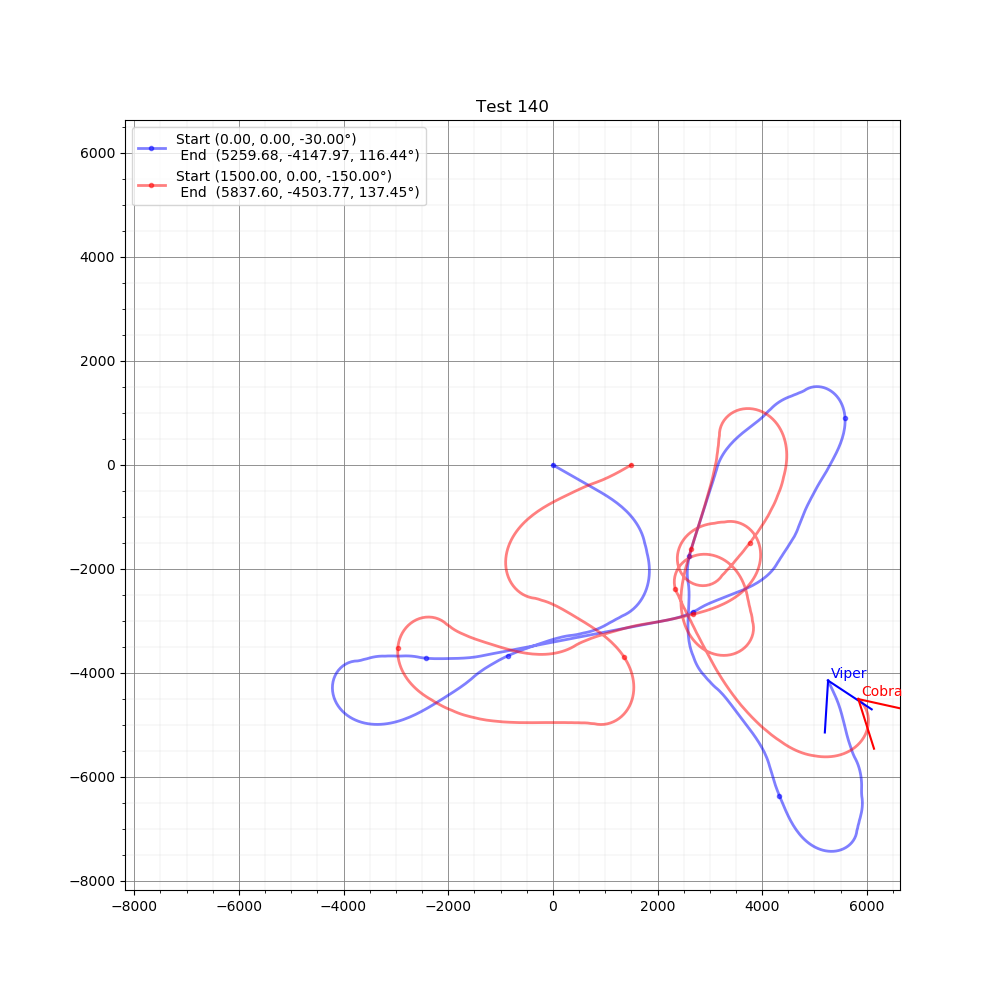 Test 140
Start (0.00, 0.00, -30.00°)
End (5259.68, -4147.97, 116.44°)
Start (1500.00, 0.00, -150.00°)
End (5837.60, -4503.77, 137.45°)
6000
4000
2000
0
−2000
−4000
−6000
−8000
Viper
Cobra
−8000 −6000 −4000 −2000 0 2000 4000 6000